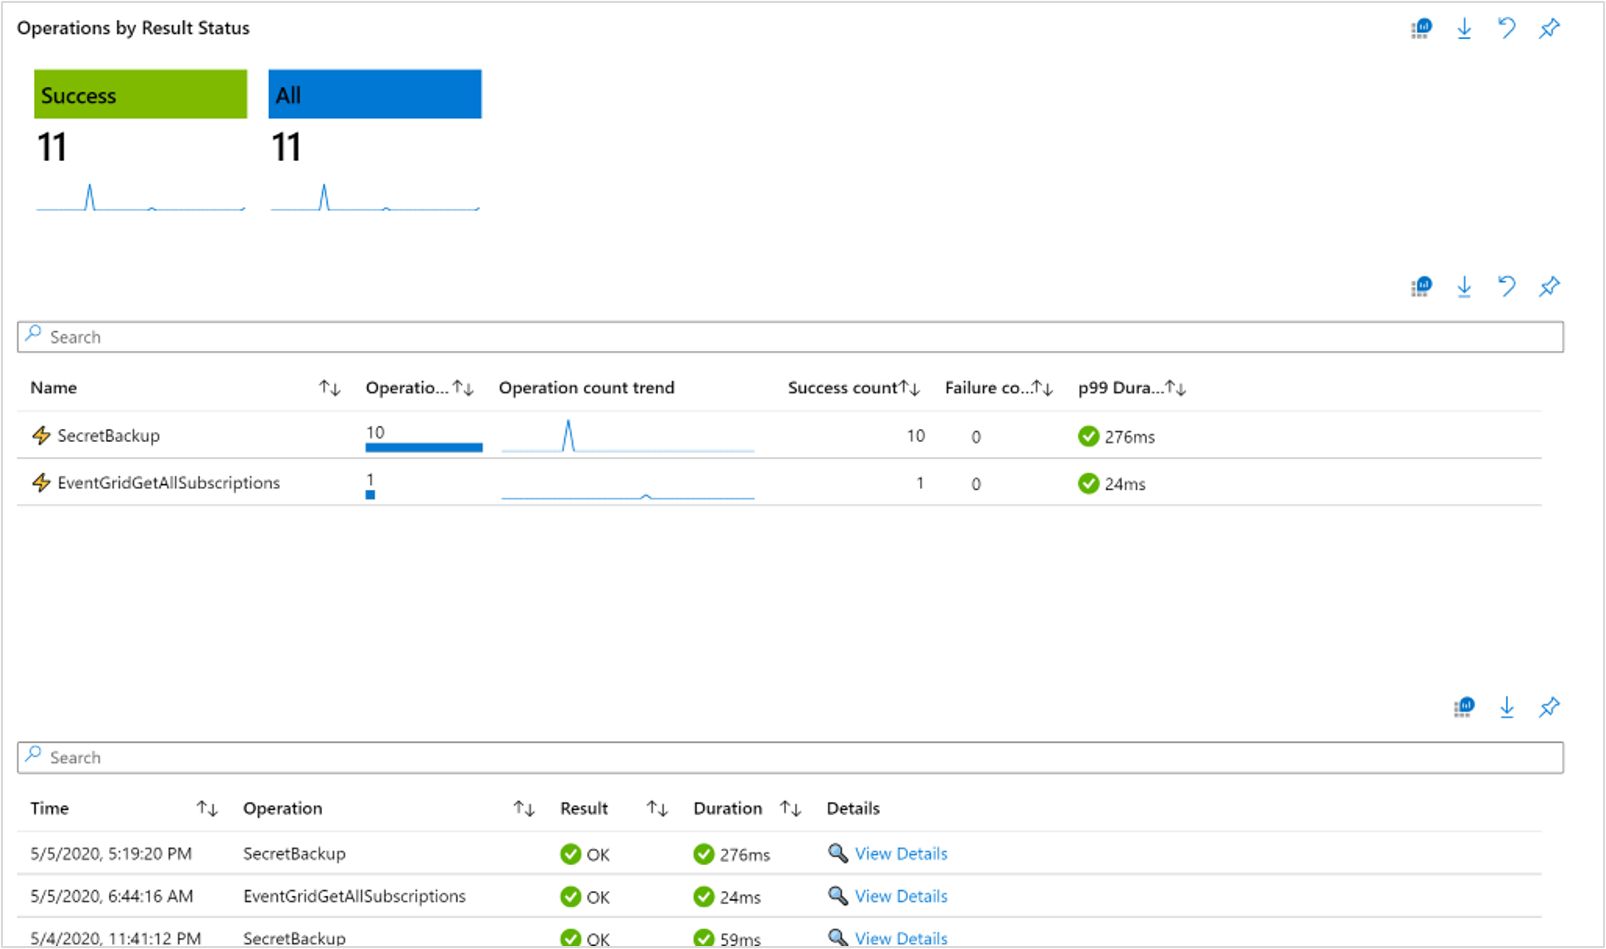 Operations by Result Status
Success All
11 11
Search
Name Operatio... Operation count trend Success count Failure co... p99 Dura...
SecretBackup 10 10 0 276ms
EventGridGetAllSubscriptions 1 1 0 24ms
Search
Time Operation Result Duration Details
5/5/2020, 5:19:20 PM SecretBackup OK 276ms View Details
5/5/2020, 6:44:16 AM EventGridGetAllSubscriptions OK 24ms View Details
5/4/2020, 11:41:12 PM SecretBackup OK 59ms View Details